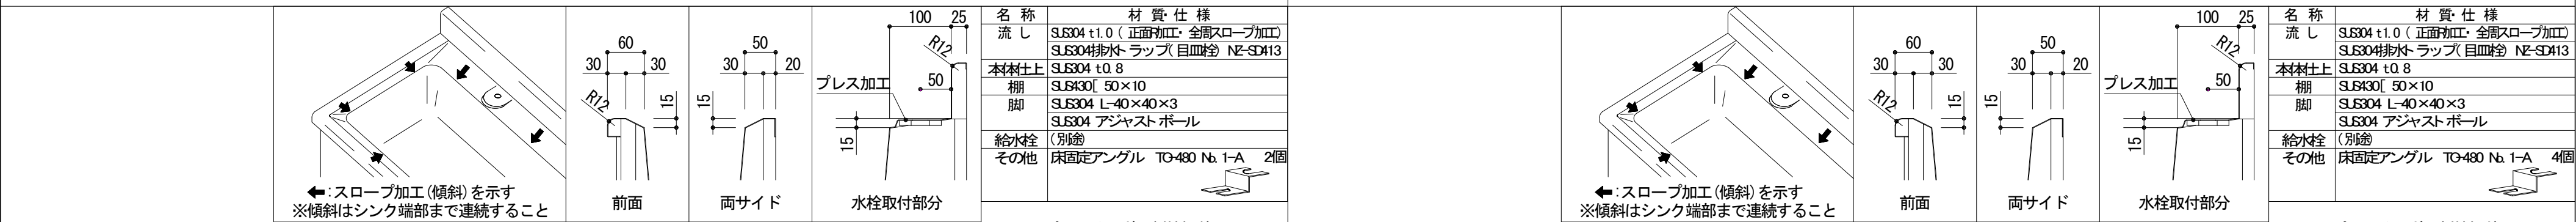 ←:スロープ加工(傾斜)を示す
※傾斜はシンク端部まで連続すること
60
30 30
R12
15
前面
50
30 20
15
両サイド
100 25
R12
50
プレス加工
15
水栓取付部分
名 称 材 質・仕 様
流 し SUS304 t1.0 ( 正面R加工・ 全周スロープ加工)
SUS304排水トラップ(目皿栓) NZ-SD413
本体仕上 SUS304 t0.8
棚 SUS430[ 50×10
脚 SUS304 L-40×40×3
SUS304 アジャストボール
給水栓 (別途)
その他 床固定アングル TO-480 No.1-A 2個
←:スロープ加工(傾斜)を示す
※傾斜はシンク端部まで連続すること
60
30 30
R12
15
前面
50
30 20
15
両サイド
100 25
R12
50
プレス加工
15
水栓取付部分
名 称 材 質・仕 様
流 し SUS304 t1.0 ( 正面R加工・ 全周スロープ加工)
SUS304排水トラップ(目皿栓) NZ-SD413
本体仕上 SUS304 t0.8
棚 SUS430[ 50×10
脚 SUS304 L-40×40×3
SUS304 アジャストボール
給水栓 (別途)
その他 床固定アングル TO-480 No.1-A 4個